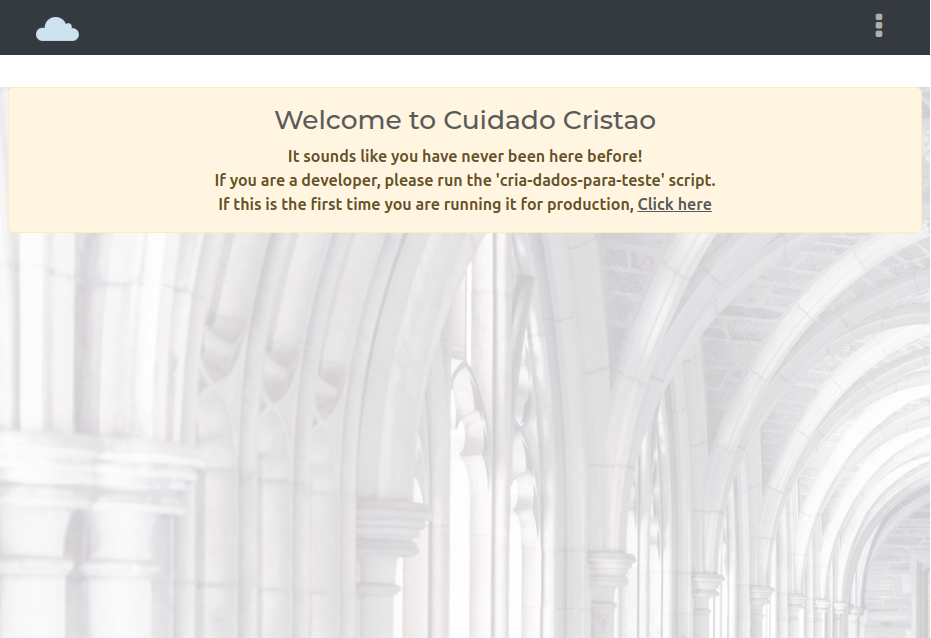 Welcome to Cuidado Cristao
It sounds like you have never been here before!
If you are a developer, please run the 'cria-dados-para-teste' script.
If this is the first time you are running it for production, Click here